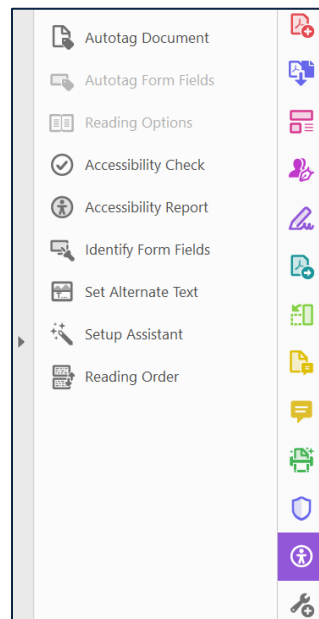 Autotag Document
Autotag Form Fields
Reading Options
Accessibility Check
Accessibility Report
Identify Form Fields
Set Alternate Text
Setup Assistant
Reading Order